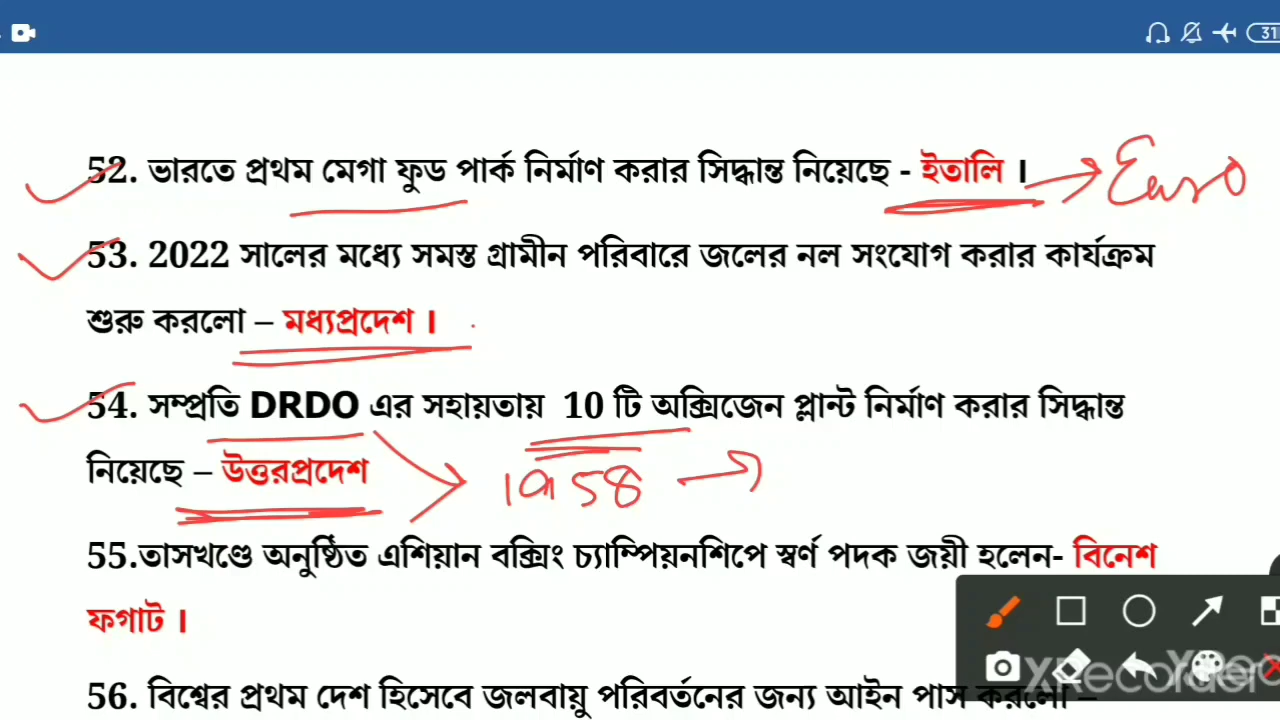 31
52. ভারতে প্রথম মেগা ফুড পার্ক নির্মাণ করার সিদ্ধান্ত নিয়েছে - ইতালি । → Euro
53. 2022 সালের মধ্যে সমস্ত গ্রামীন পরিবারে জলের নল সংযোগ করার কার্যক্রম
শুরু করলো – মধ্যপ্রদেশ ।
54. সম্প্রতি DRDO এর সহায়তায় 10 টি অক্সিজেন প্লান্ট নির্মাণ করার সিদ্ধান্ত
নিয়েছে – উত্তরপ্রদেশ 1958 →
55.তাসখণ্ডে অনুষ্ঠিত এশিয়ান বক্সিং চ্যাম্পিয়নশিপে স্বর্ণ পদক জয়ী হলেন- বিনেশ
ফগাট ।
56. বিশ্বের প্রথম দেশ হিসেবে জলবায়ু পরিবর্তনের জন্য আইন পাস করলো –
XRecorder